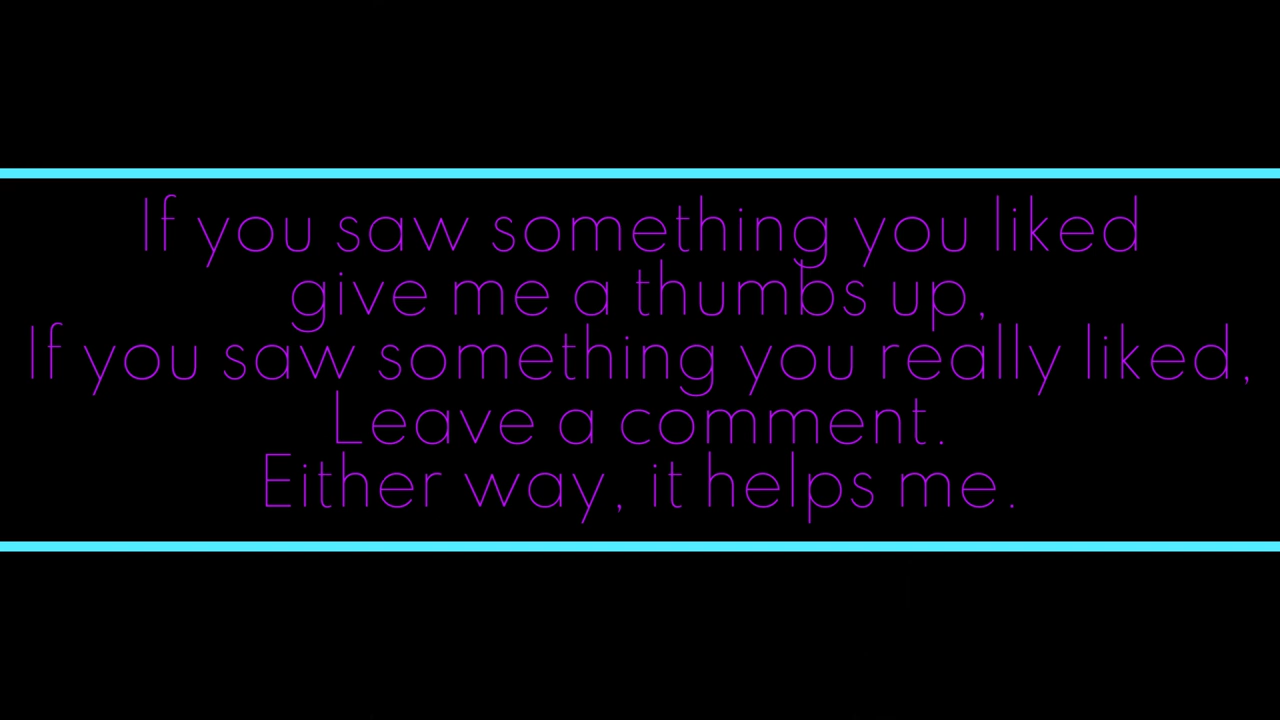 If you saw something you liked
give me a thumbs up,
If you saw something you really liked,
Leave a comment.
Either way, it helps me.